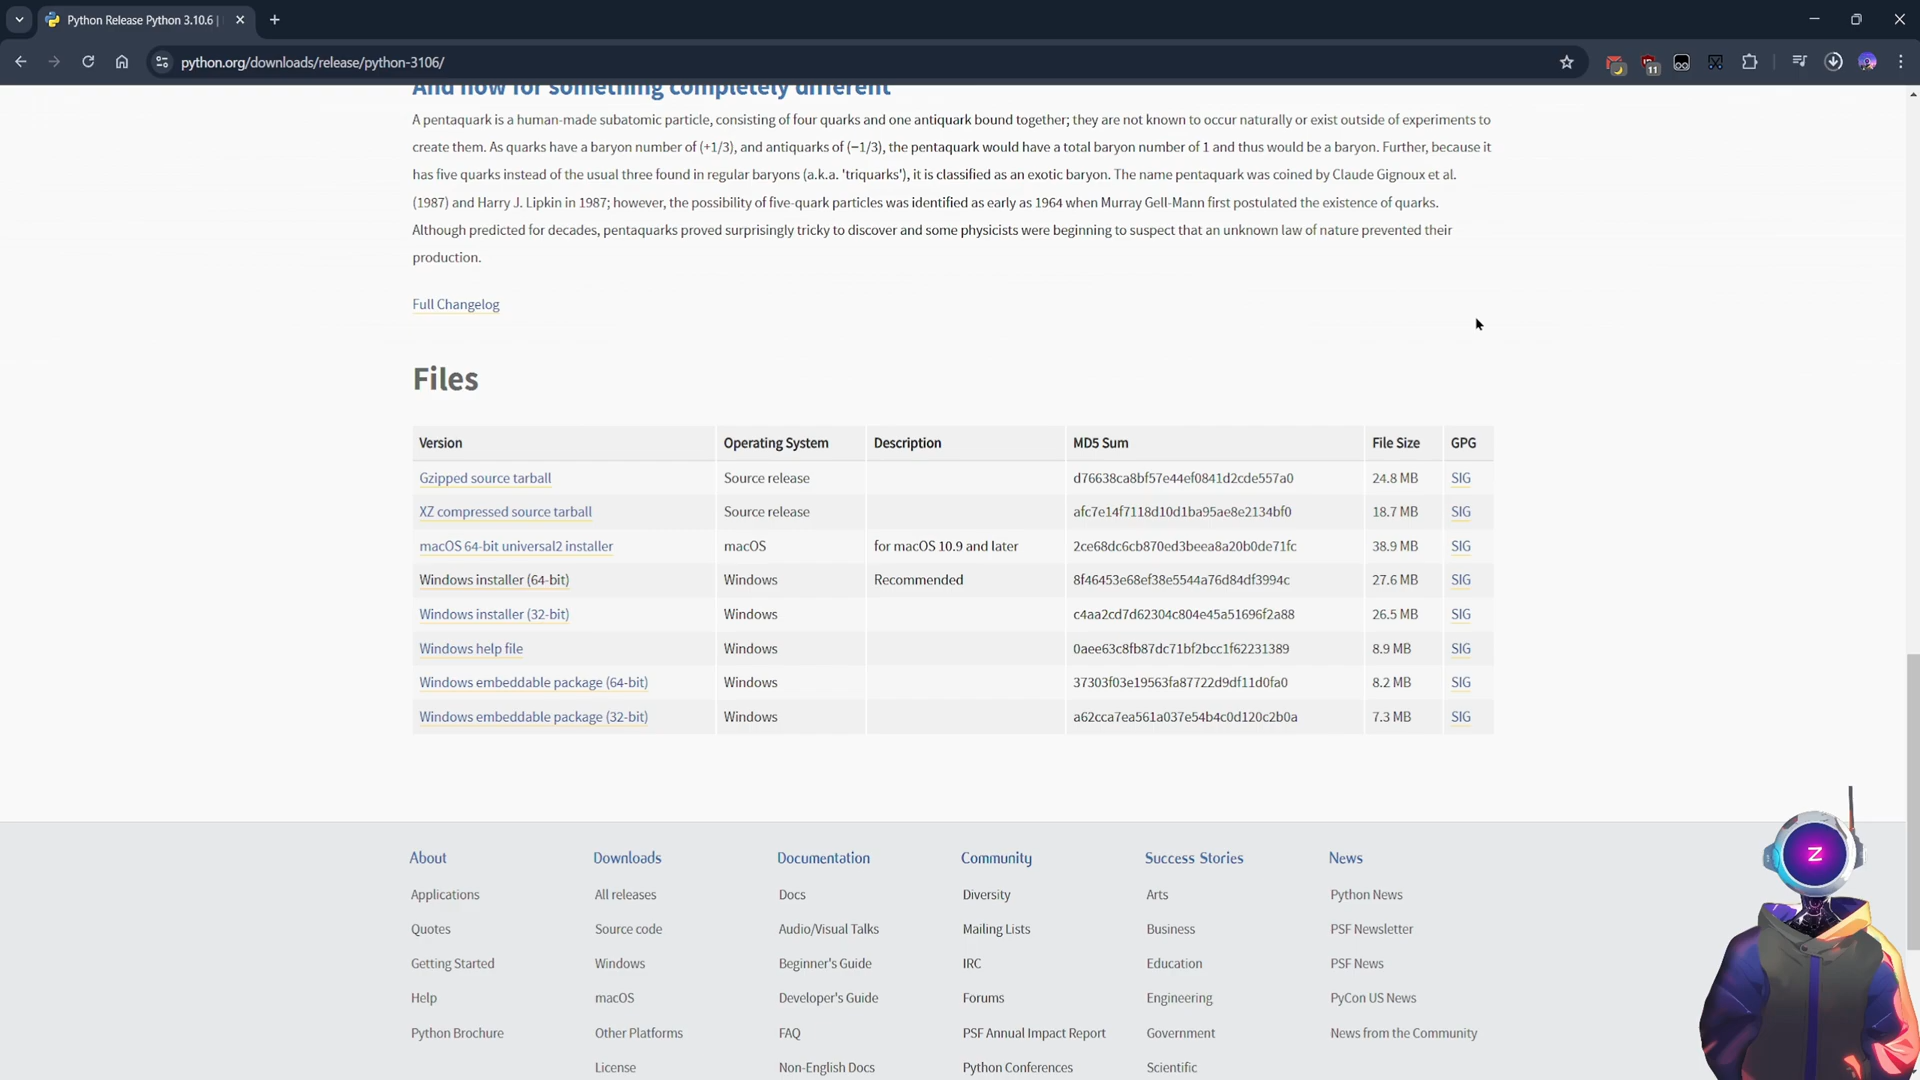 Python Release Python 3.10.6 |
python.org/downloads/release/python-3106/
11
And now for something completely different
A pentaquark is a human-made subatomic particle, consisting of four quarks and one antiquark bound together; they are not known to occur naturally or exist outside of experiments to
create them. As quarks have a baryon number of (+1/3), and antiquarks of (−1/3), the pentaquark would have a total baryon number of 1 and thus would be a baryon. Further, because it
has five quarks instead of the usual three found in regular baryons (a.k.a. 'triquarks'), it is classified as an exotic baryon. The name pentaquark was coined by Claude Gignoux et al.
(1987) and Harry J. Lipkin in 1987; however, the possibility of five-quark particles was identified as early as 1964 when Murray Gell-Mann first postulated the existence of quarks.
Although predicted for decades, pentaquarks proved surprisingly tricky to discover and some physicists were beginning to suspect that an unknown law of nature prevented their
production.
Full Changelog
Files
Version Operating System Description MD5 Sum File Size GPG
Gzipped source tarball Source release d76638ca8bf57e44ef0841d2cde557a0 24.8 MB SIG
XZ compressed source tarball Source release afc7e14f7118d10d1ba95ae8e2134bf0 18.7 MB SIG
macOS 64-bit universal2 installer macOS for macOS 10.9 and later 2ce68dc6cb870ed3beea8a20b0de71fc 38.9 MB SIG
Windows installer (64-bit) Windows Recommended 8f46453e68ef38e5544a76d84df3994c 27.6 MB SIG
Windows installer (32-bit) Windows c4aa2cd7d62304c804e45a51696f2a88 26.5 MB SIG
Windows help file Windows 0aee63c8fb87dc71bf2bcc1f62231389 8.9 MB SIG
Windows embeddable package (64-bit) Windows 37303f03e19563fa87722d9df11d0fa0 8.2 MB SIG
Windows embeddable package (32-bit) Windows a62cca7ea561a037e54b4c0d120c2b0a 7.3 MB SIG
About Downloads Documentation Community Success Stories News
Applications All releases Docs Diversity Arts Python News
Quotes Source code Audio/Visual Talks Mailing Lists Business PSF Newsletter
Getting Started Windows Beginner's Guide IRC Education PSF News
Help macOS Developer's Guide Forums Engineering PyCon US News
Python Brochure Other Platforms FAQ PSF Annual Impact Report Government News from the Community
License Non-English Docs Python Conferences Scientific
Z